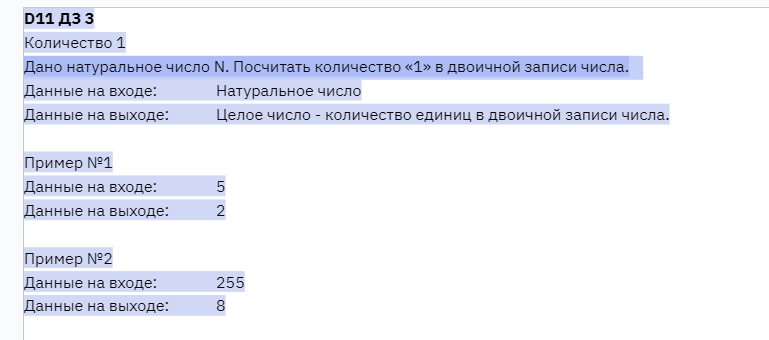 D11 ДЗ 3
Количество 1
Дано натуральное число N. Посчитать количество «1» в двоичной записи числа.
Данные на входе: Натуральное число
Данные на выходе: Целое число - количество единиц в двоичной записи числа.
Пример №1
Данные на входе: 5
Данные на выходе: 2
Пример №2
Данные на входе: 255
Данные на выходе: 8